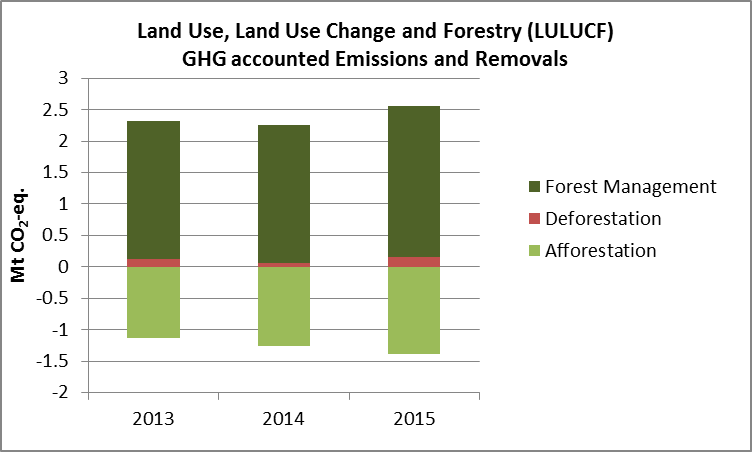 Land Use, Land Use Change and Forestry (LULUCF)
GHG accounted Emissions and Removals
Mt CO₂-eq.
3
2.5
2
1.5
1
0.5
0
-0.5
-1
-1.5
-2
2013 2014 2015
Forest Management
Deforestation
Afforestation